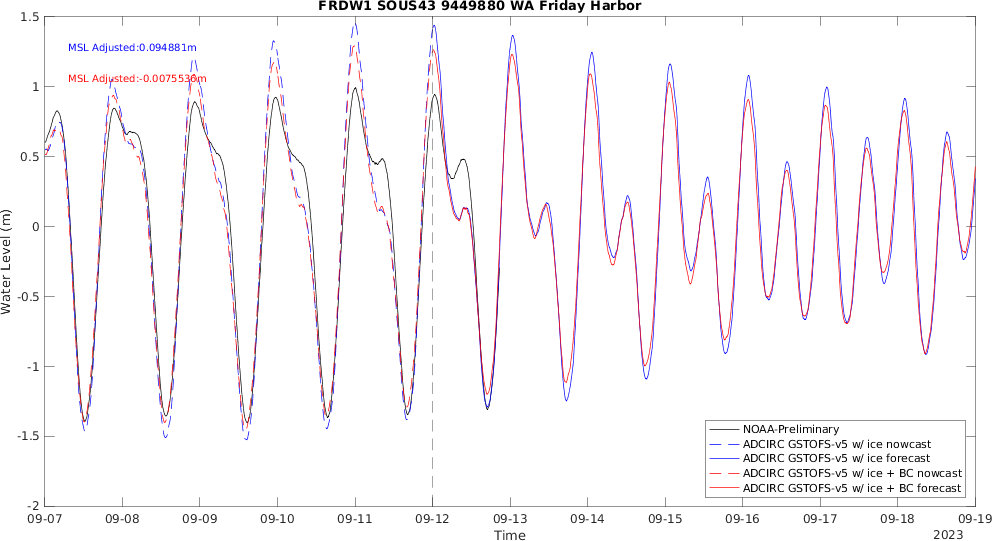 FRDW1 SOUS43 9449880 WA Friday Harbor
MSL Adjusted:0.094881m
MSL Adjusted:-0.0075536m
Water Level (m)
1.5
1
0.5
0
-0.5
-1
-1.5
-2
NOAA-Preliminary
ADCIRC GSTOFS-v5 w/ ice nowcast
ADCIRC GSTOFS-v5 w/ ice forecast
ADCIRC GSTOFS-v5 w/ ice + BC nowcast
ADCIRC GSTOFS-v5 w/ ice + BC forecast
09-07 09-08 09-09 09-10 09-11 09-12 09-13 09-14 09-15 09-16 09-17 09-18 09-19
Time
2023